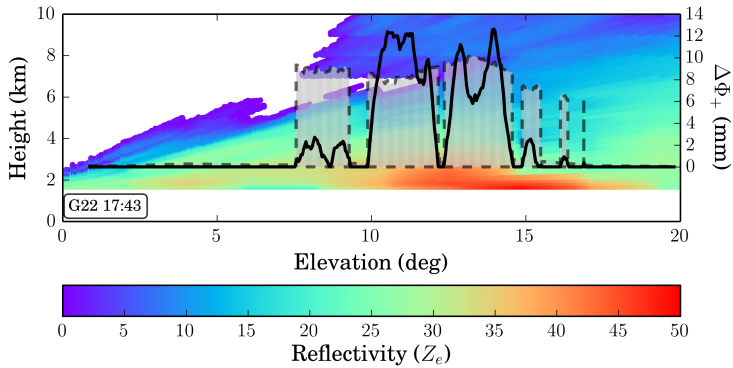 10
8
6
4
2
0
Height (km)
14
12
10
8
6
4
2
0
ΔΦ₊ (mm)
G22 17:43
0 5 10 15 20
Elevation (deg)
0 5 10 15 20 25 30 35 40 45 50
Reflectivity (Zₑ)